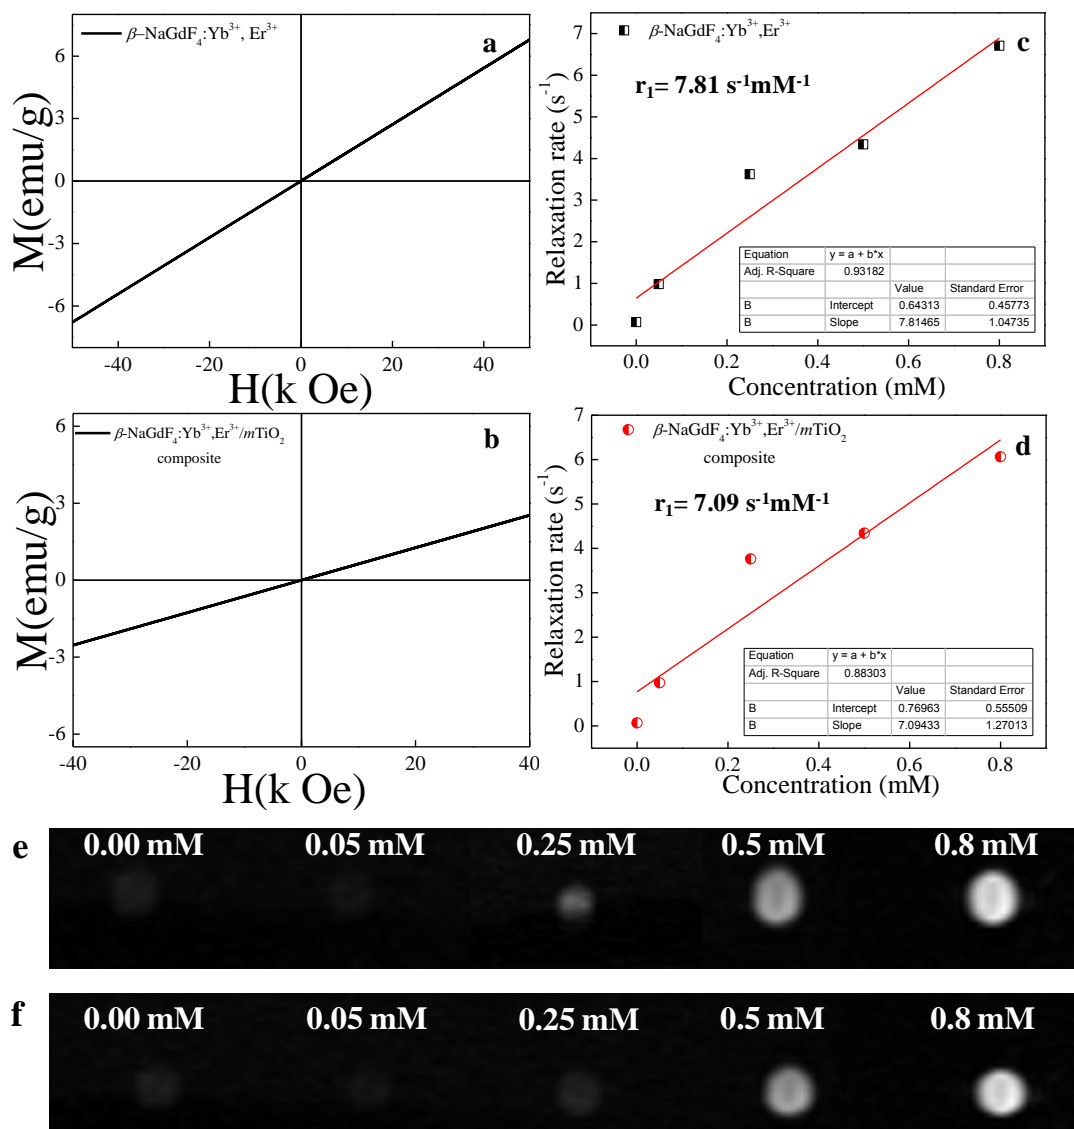 β–NaGdF₄:Yb³⁺, Er³⁺
a
M(emu/g)
6
3
0
-3
-6
-40 -20 0 20 40
H(k Oe)
β-NaGdF₄:Yb³⁺,Er³⁺
c
r₁= 7.81 s⁻¹mM⁻¹
Relaxation rate (s⁻¹)
7
6
5
4
3
2
1
0
Equation y = a + b*x
Adj. R-Square 0.93182
Value Standard Error
B Intercept 0.64313 0.45773
B Slope 7.81465 1.04735
0.0 0.2 0.4 0.6 0.8
Concentration (mM)
β-NaGdF₄:Yb³⁺,Er³⁺/mTiO₂
composite
b
M(emu/g)
6
3
0
-3
-6
-40 -20 0 20 40
H(k Oe)
β-NaGdF₄:Yb³⁺,Er³⁺/mTiO₂
composite
d
r₁= 7.09 s⁻¹mM⁻¹
Relaxation rate (s⁻¹)
7
6
5
4
3
2
1
0
Equation y = a + b*x
Adj. R-Square 0.88303
Value Standard Error
B Intercept 0.76963 0.55509
B Slope 7.09433 1.27013
0.0 0.2 0.4 0.6 0.8
Concentration (mM)
e
0.00 mM 0.05 mM 0.25 mM 0.5 mM 0.8 mM
f
0.00 mM 0.05 mM 0.25 mM 0.5 mM 0.8 mM